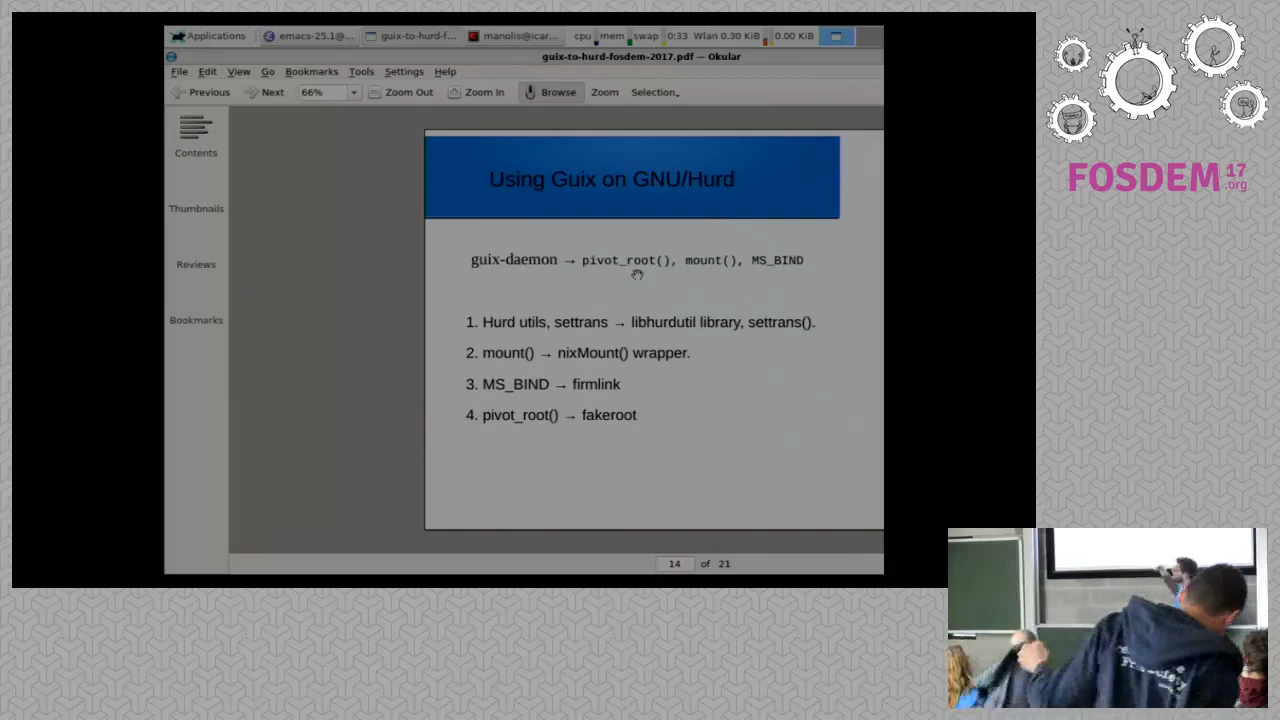 Applications emacs-25.1@... guix-to-hurd-f... manolis@icar... cpu mem swap 0:33 Wlan 0.30 KiB 0.00 KiB
guix-to-hurd-fosdem-2017.pdf — Okular
File Edit View Go Bookmarks Tools Settings Help
Previous Next 66% Zoom Out Zoom In Browse Zoom Selection
Contents
Thumbnails
Reviews
Bookmarks
Using Guix on GNU/Hurd
guix-daemon → pivot_root(), mount(), MS_BIND
1. Hurd utils, settrans → libhurdutil library, settrans().
2. mount() → nixMount() wrapper.
3. MS_BIND → firmlink
4. pivot_root() → fakeroot
14 of 21
FOSDEM 17 .org